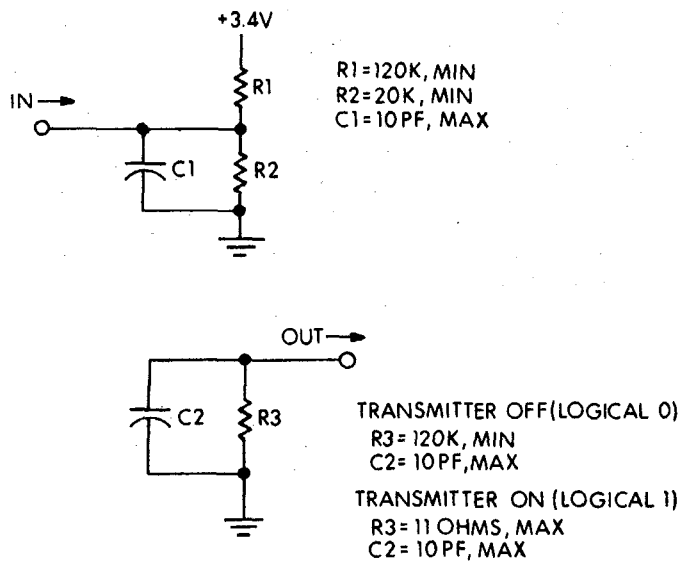 +3.4V
R1
R1=120K, MIN
R2=20K, MIN
C1=10PF, MAX
IN
C1
R2
OUT
C2
R3
TRANSMITTER OFF(LOGICAL 0)
R3=120K, MIN
C2=10PF,MAX
TRANSMITTER ON (LOGICAL 1)
R3=11 OHMS, MAX
C2=10PF, MAX